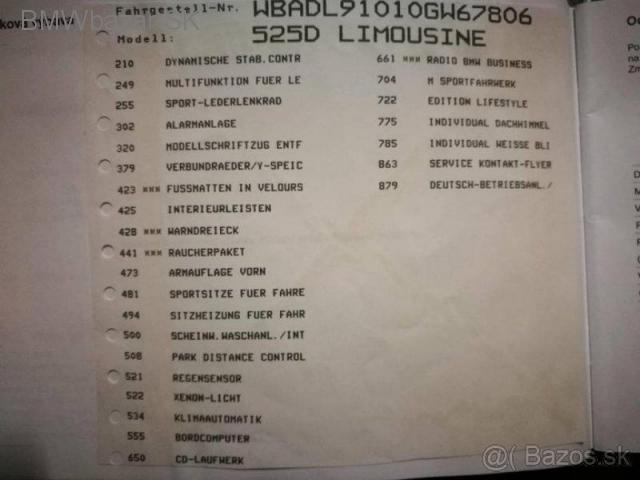 BMWbazar.SK
Fahrgestell-Nr. WBADL91010GW67806
Modell: 525D LIMOUSINE
210 DYNAMISCHE STAB.CONTR
249 MULTIFUNKTION FUER LE
255 SPORT-LEDERLENKRAD
302 ALARMANLAGE
320 MODELLSCHRIFTZUG ENTF
379 VERBUNDRAEDER/Y-SPEIC
423 *** FUSSMATTEN IN VELOURS
425 INTERIEURLEISTEN
428 *** WARNDREIECK
441 *** RAUCHERPAKET
473 ARMAUFLAGE VORN
481 SPORTSITZE FUER FAHRE
494 SITZHEIZUNG FUER FAHR
500 SCHEINW.WASCHANL./INT
508 PARK DISTANCE CONTROL
521 REGENSENSOR
522 XENON-LICHT
534 KLIMAAUTOMATIK
555 BORDCOMPUTER
650 CD-LAUFWERK
661 *** RADIO BMW BUSINESS
704 M SPORTFAHRWERK
722 EDITION LIFESTYLE
775 INDIVIDUAL DACHHIMMEL
785 INDIVIDUAL WEISSE BLI
863 SERVICE KONTAKT-FLYER
879 DEUTSCH-BETRIEBSANL./
@( ) Bazos.sk